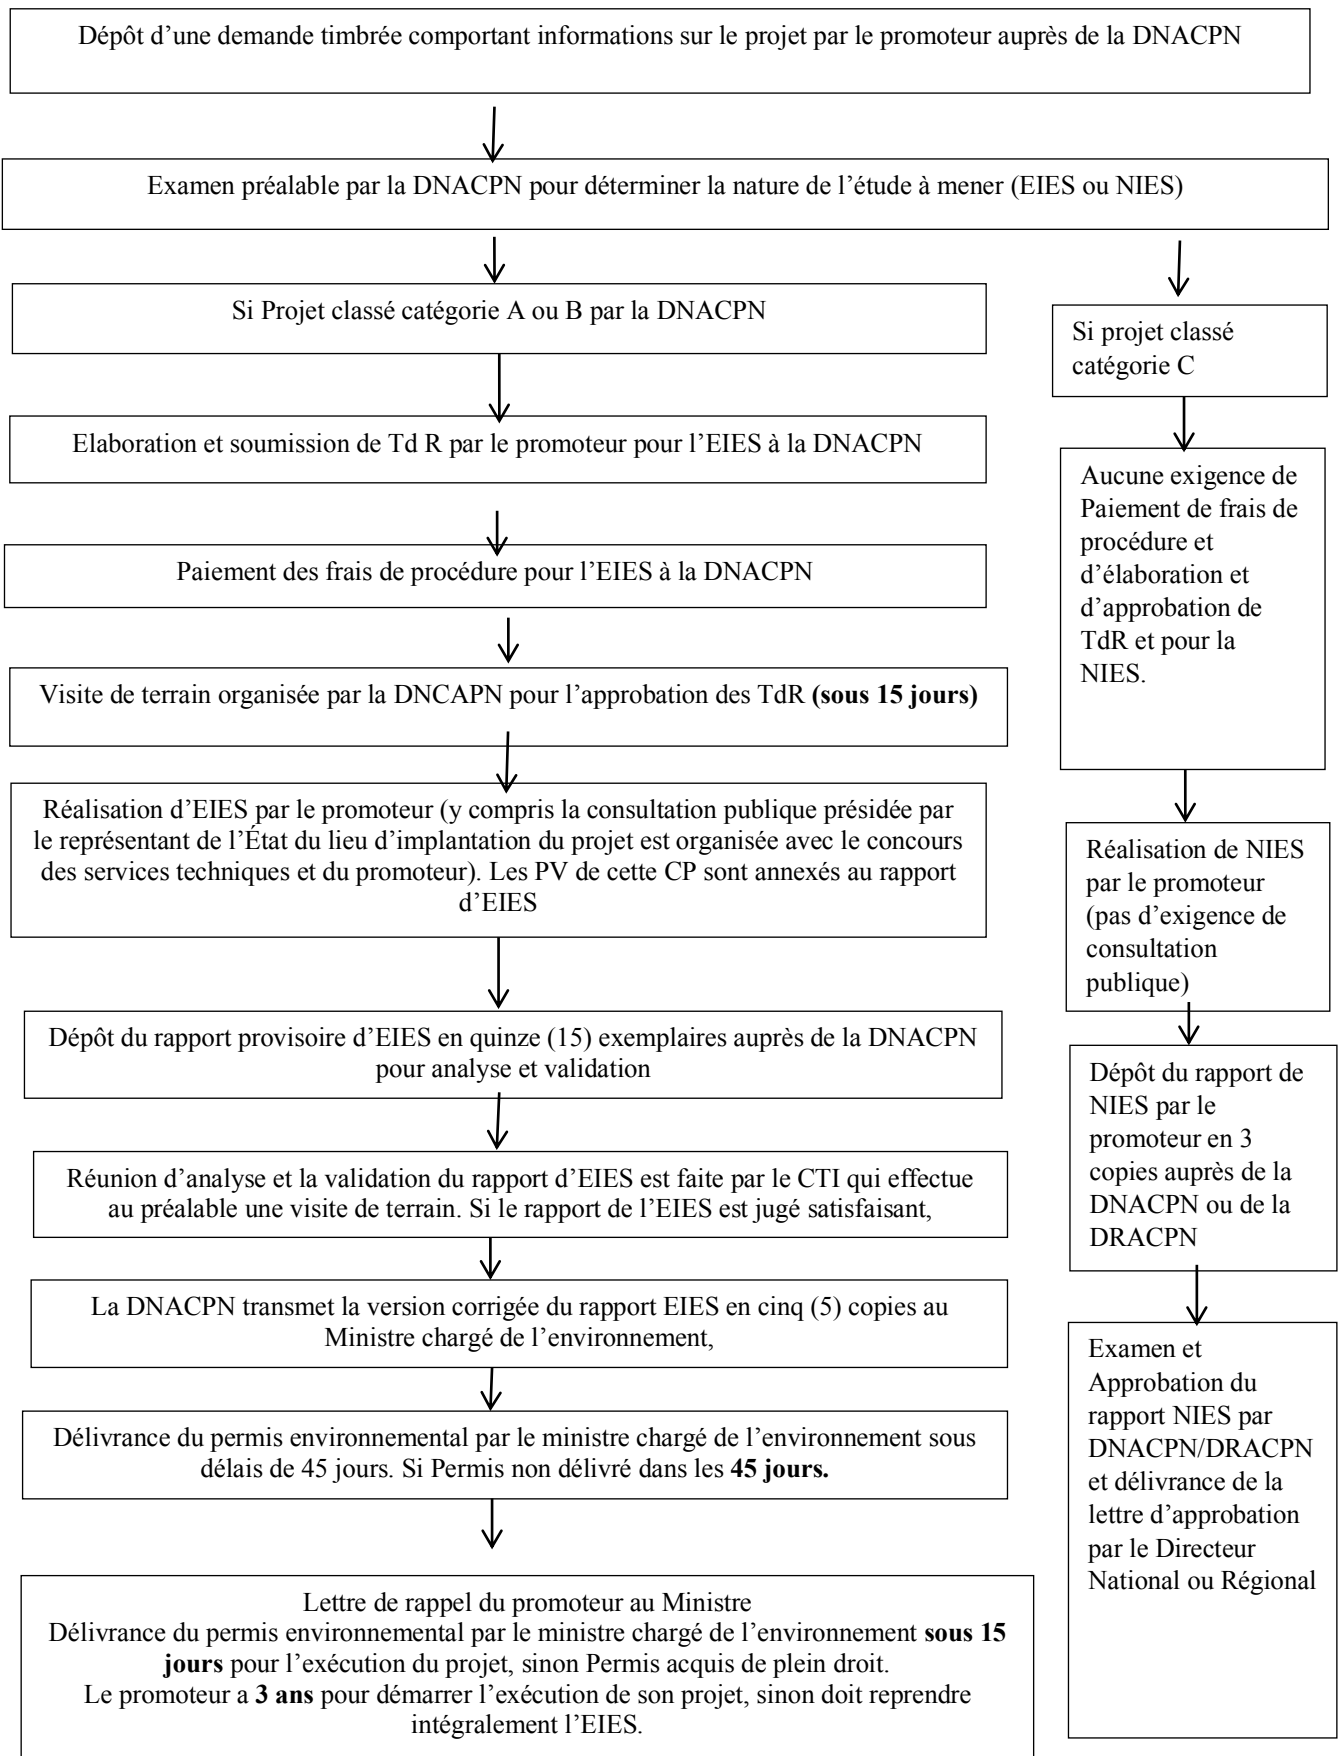 Dépôt d’une demande timbrée comportant informations sur le projet par le promoteur auprès de la DNACPN
Examen préalable par la DNACPN pour déterminer la nature de l’étude à mener (EIES ou NIES)
Si Projet classé catégorie A ou B par la DNACPN
Elaboration et soumission de Td R par le promoteur pour l’EIES à la DNACPN
Paiement des frais de procédure pour l’EIES à la DNACPN
Visite de terrain organisée par la DNCAPN pour l’approbation des TdR (sous 15 jours)
Réalisation d’EIES par le promoteur (y compris la consultation publique présidée par
le représentant de l’État du lieu d’implantation du projet est organisée avec le concours
des services techniques et du promoteur). Les PV de cette CP sont annexés au rapport
d’EIES
Dépôt du rapport provisoire d’EIES en quinze (15) exemplaires auprès de la DNACPN
pour analyse et validation
Réunion d’analyse et la validation du rapport d’EIES est faite par le CTI qui effectue
au préalable une visite de terrain. Si le rapport de l’EIES est jugé satisfaisant,
La DNACPN transmet la version corrigée du rapport EIES en cinq (5) copies au
Ministre chargé de l’environnement,
Délivrance du permis environnemental par le ministre chargé de l’environnement sous
délais de 45 jours. Si Permis non délivré dans les 45 jours.
Lettre de rappel du promoteur au Ministre
Délivrance du permis environnemental par le ministre chargé de l’environnement sous 15
jours pour l’exécution du projet, sinon Permis acquis de plein droit.
Le promoteur a 3 ans pour démarrer l’exécution de son projet, sinon doit reprendre
intégralement l’EIES.
Si projet classé
catégorie C
Aucune exigence de
Paiement de frais de
procédure et
d’élaboration et
d’approbation de
TdR et pour la
NIES.
Réalisation de NIES
par le promoteur
(pas d’exigence de
consultation
publique)
Dépôt du rapport de
NIES par le
promoteur en 3
copies auprès de la
DNACPN ou de la
DRACPN
Examen et
Approbation du
rapport NIES par
DNACPN/DRACPN
et délivrance de la
lettre d’approbation
par le Directeur
National ou Régional